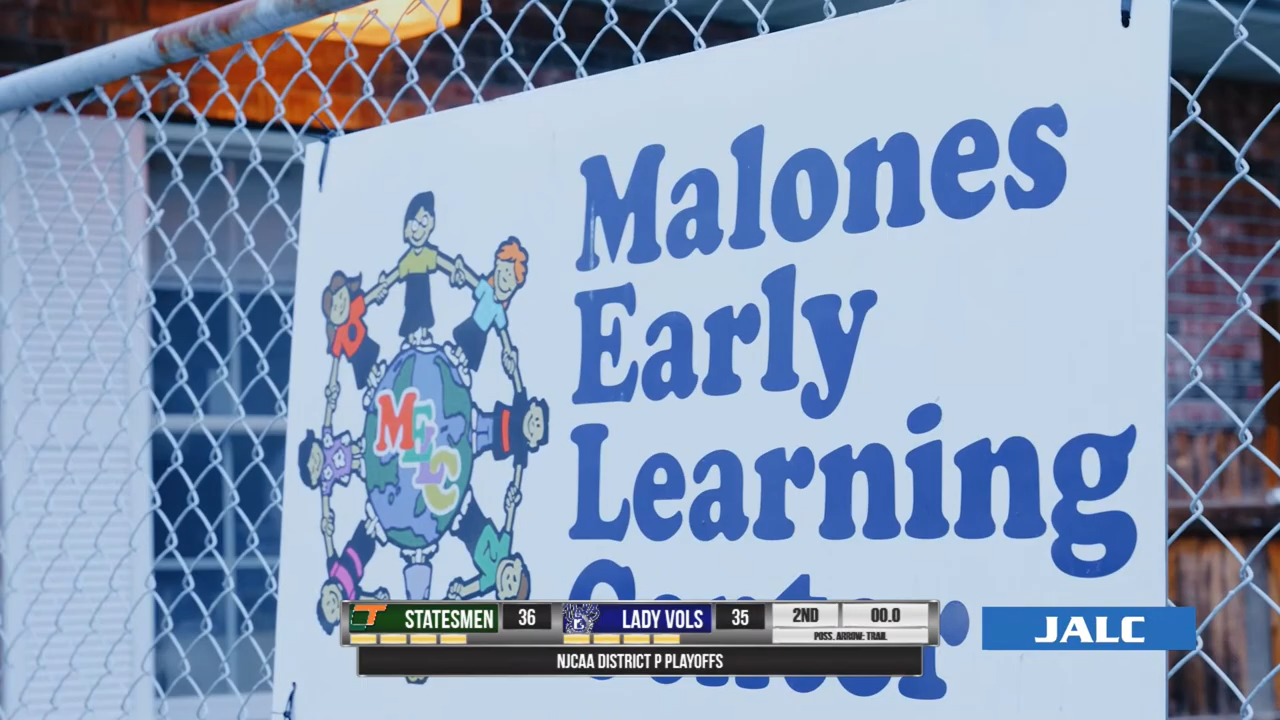 Malones
Early
Learning
Center
MELC
STATESMEN 36 LADY VOLS 35 2ND 00.0
POSS. ARROW: TRAIL
NJCAA DISTRICT P PLAYOFFS
JALC